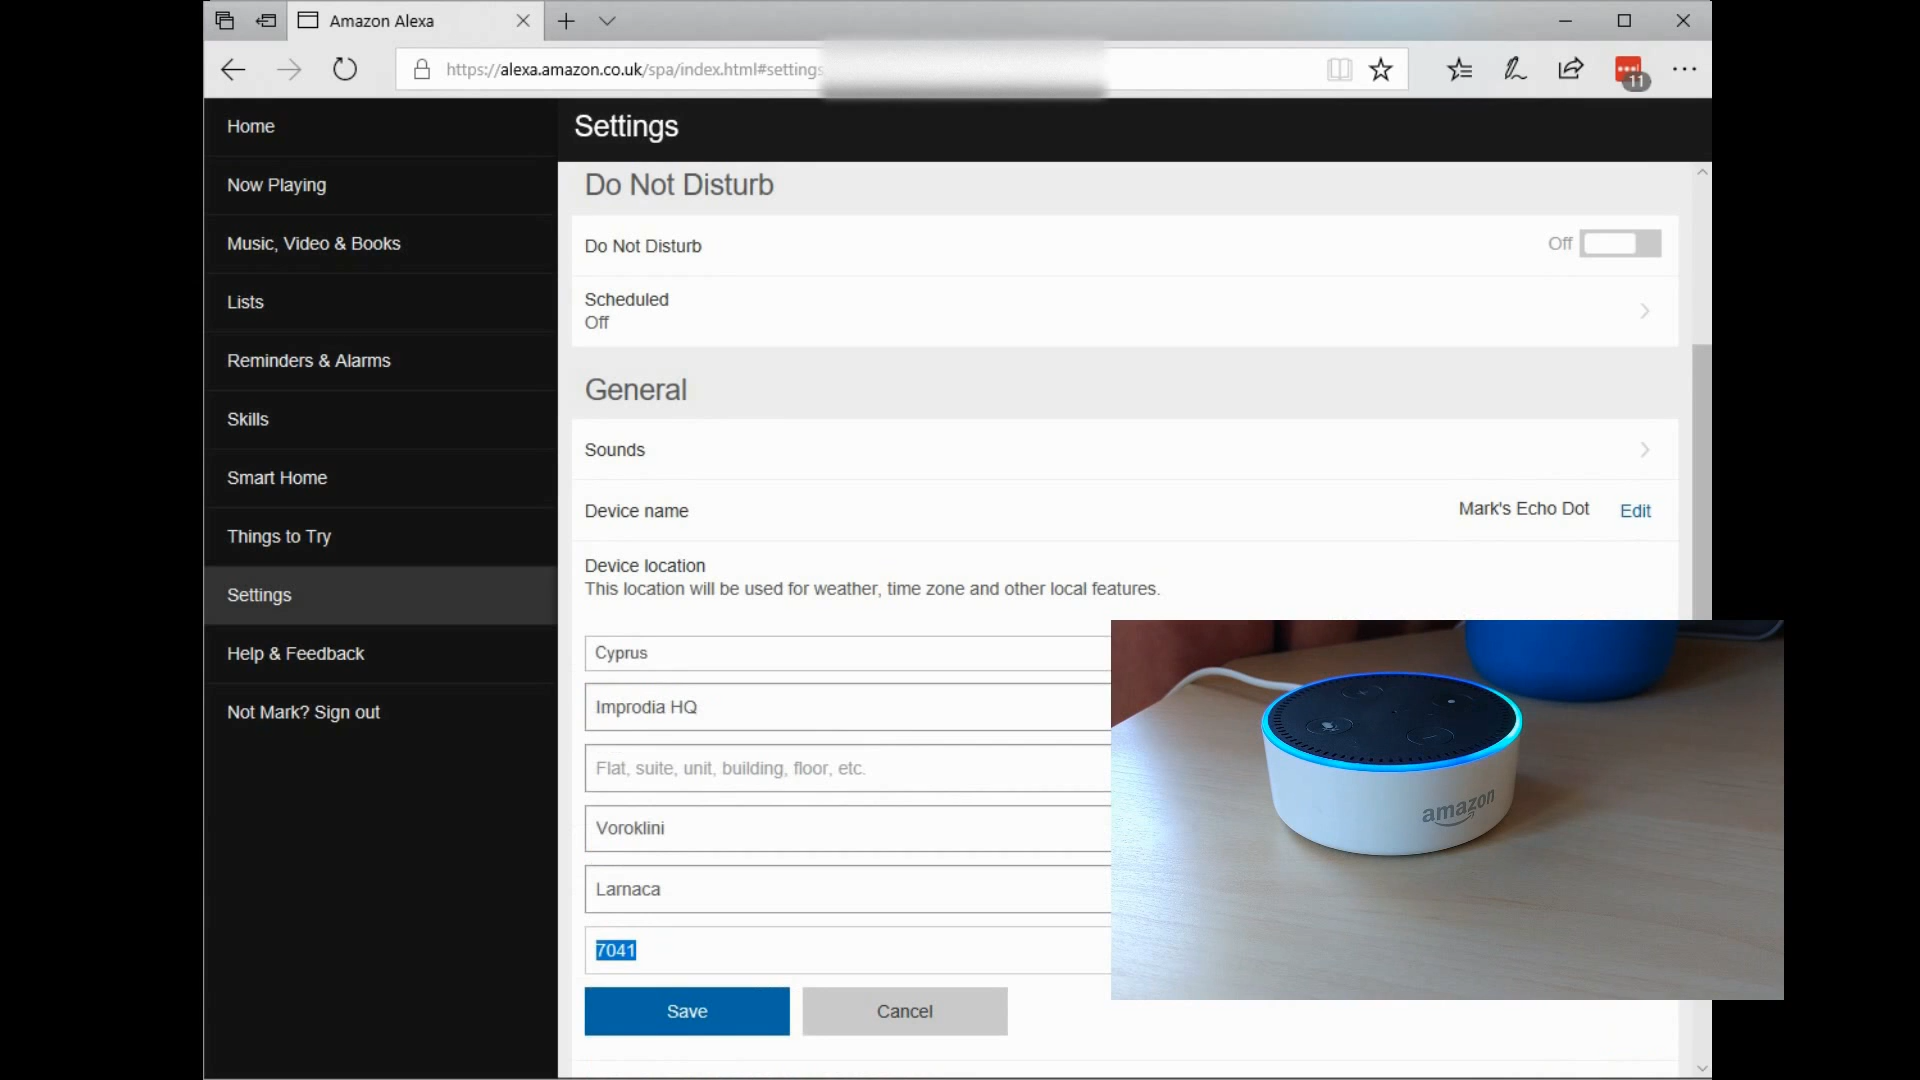 Amazon Alexa
https://alexa.amazon.co.uk/spa/index.html#settings
11
Home
Now Playing
Music, Video & Books
Lists
Reminders & Alarms
Skills
Smart Home
Things to Try
Settings
Help & Feedback
Not Mark? Sign out
Settings
Do Not Disturb
Do Not Disturb Off
Scheduled
Off
General
Sounds
Device name Mark's Echo Dot Edit
Device location
This location will be used for weather, time zone and other local features.
Cyprus
Improdia HQ
Flat, suite, unit, building, floor, etc.
Voroklini
Larnaca
7041
Save Cancel
amazon